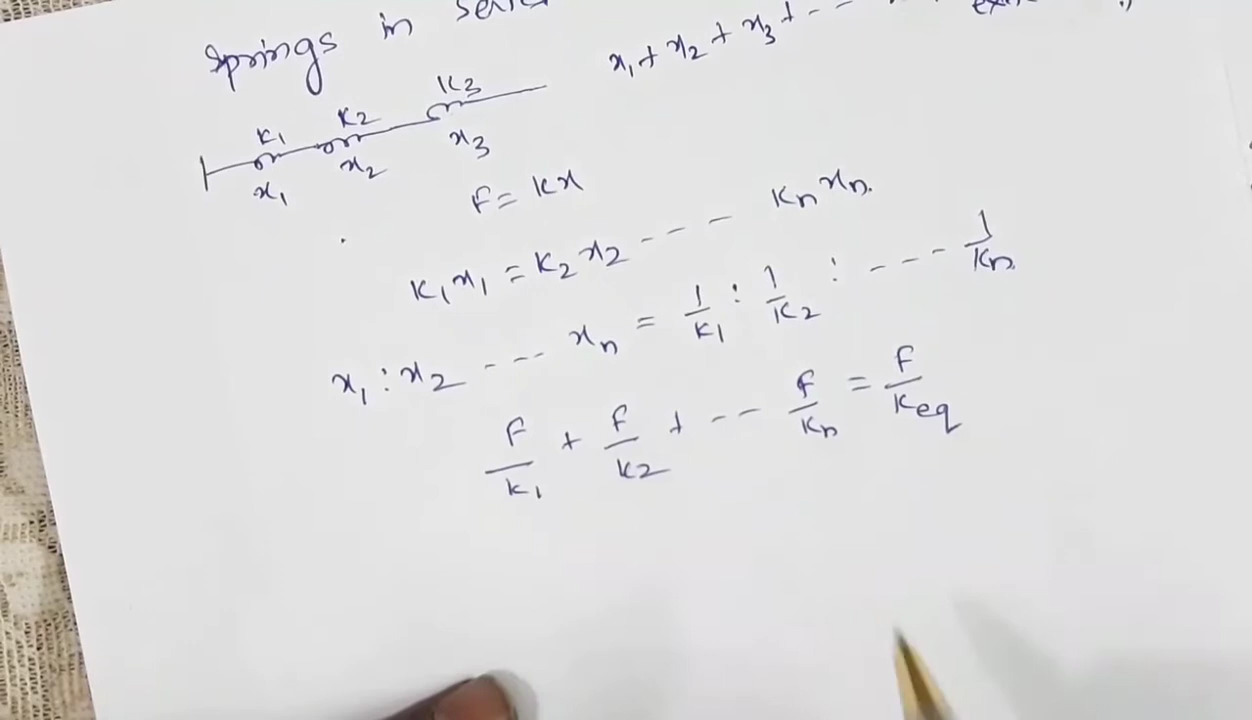 Springs in Series
x₁ + x₂ + x₃ + - -
K₁ K₂ K₃
x₁ x₂ x₃
F = Kx
K₁x₁ = K₂x₂ - - - - Knxn.
x₁ : x₂ - - - xn = 1/K₁ : 1/K₂ : - - - - 1/Kn.
F/K₁ + F/K₂ + - - - F/Kn = F/Keq